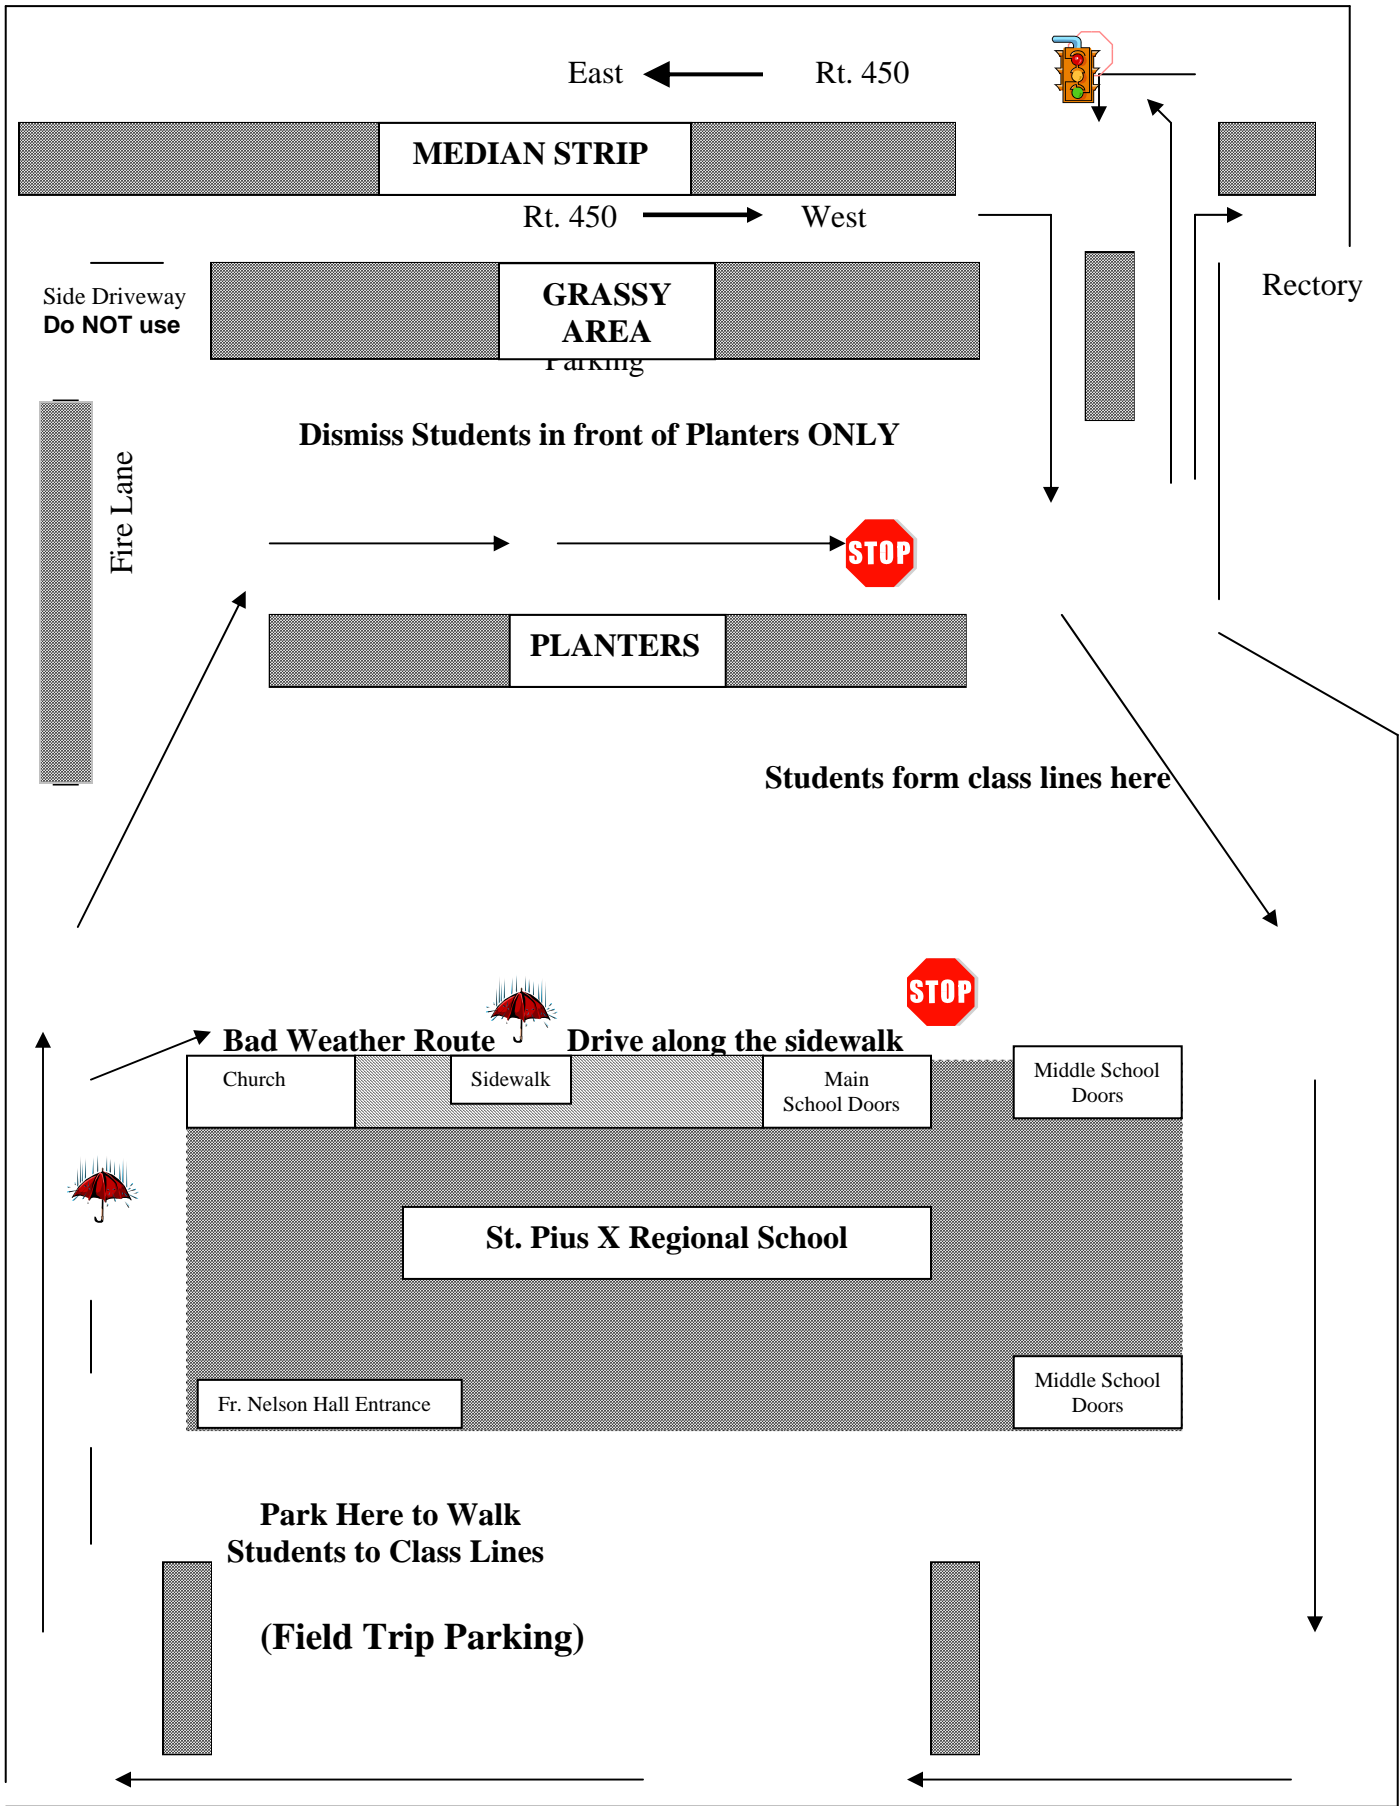 East Rt. 450
MEDIAN STRIP
Rt. 450 West
Side Driveway
Do NOT use
GRASSY
AREA
Parking
Rectory
Dismiss Students in front of Planters ONLY
Fire Lane
STOP
PLANTERS
Students form class lines here
STOP
Bad Weather Route Drive along the sidewalk
Church
Sidewalk
Main
School Doors
Middle School
Doors
St. Pius X Regional School
Fr. Nelson Hall Entrance
Middle School
Doors
Park Here to Walk
Students to Class Lines
(Field Trip Parking)